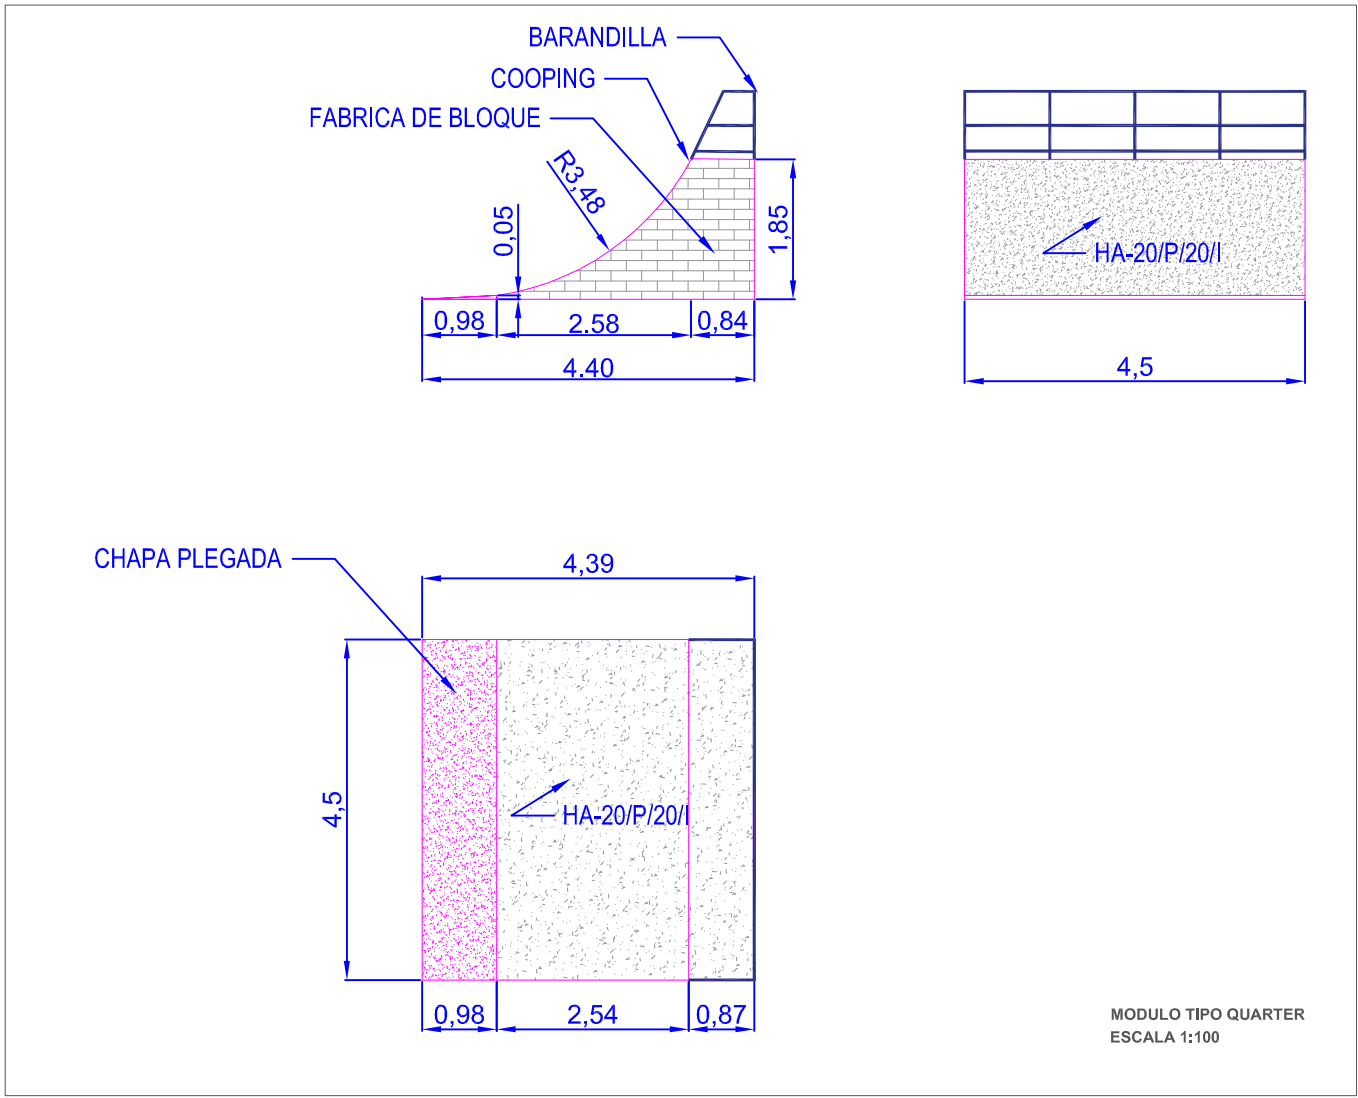 BARANDILLA
COOPING
FABRICA DE BLOQUE
R3,48
0,05
1,85
HA-20/P/20/I
0,98
2.58
0,84
4.40
4,5
CHAPA PLEGADA
4,39
4,5
HA-20/P/20/I
0,98
2,54
0,87
MODULO TIPO QUARTER
ESCALA 1:100